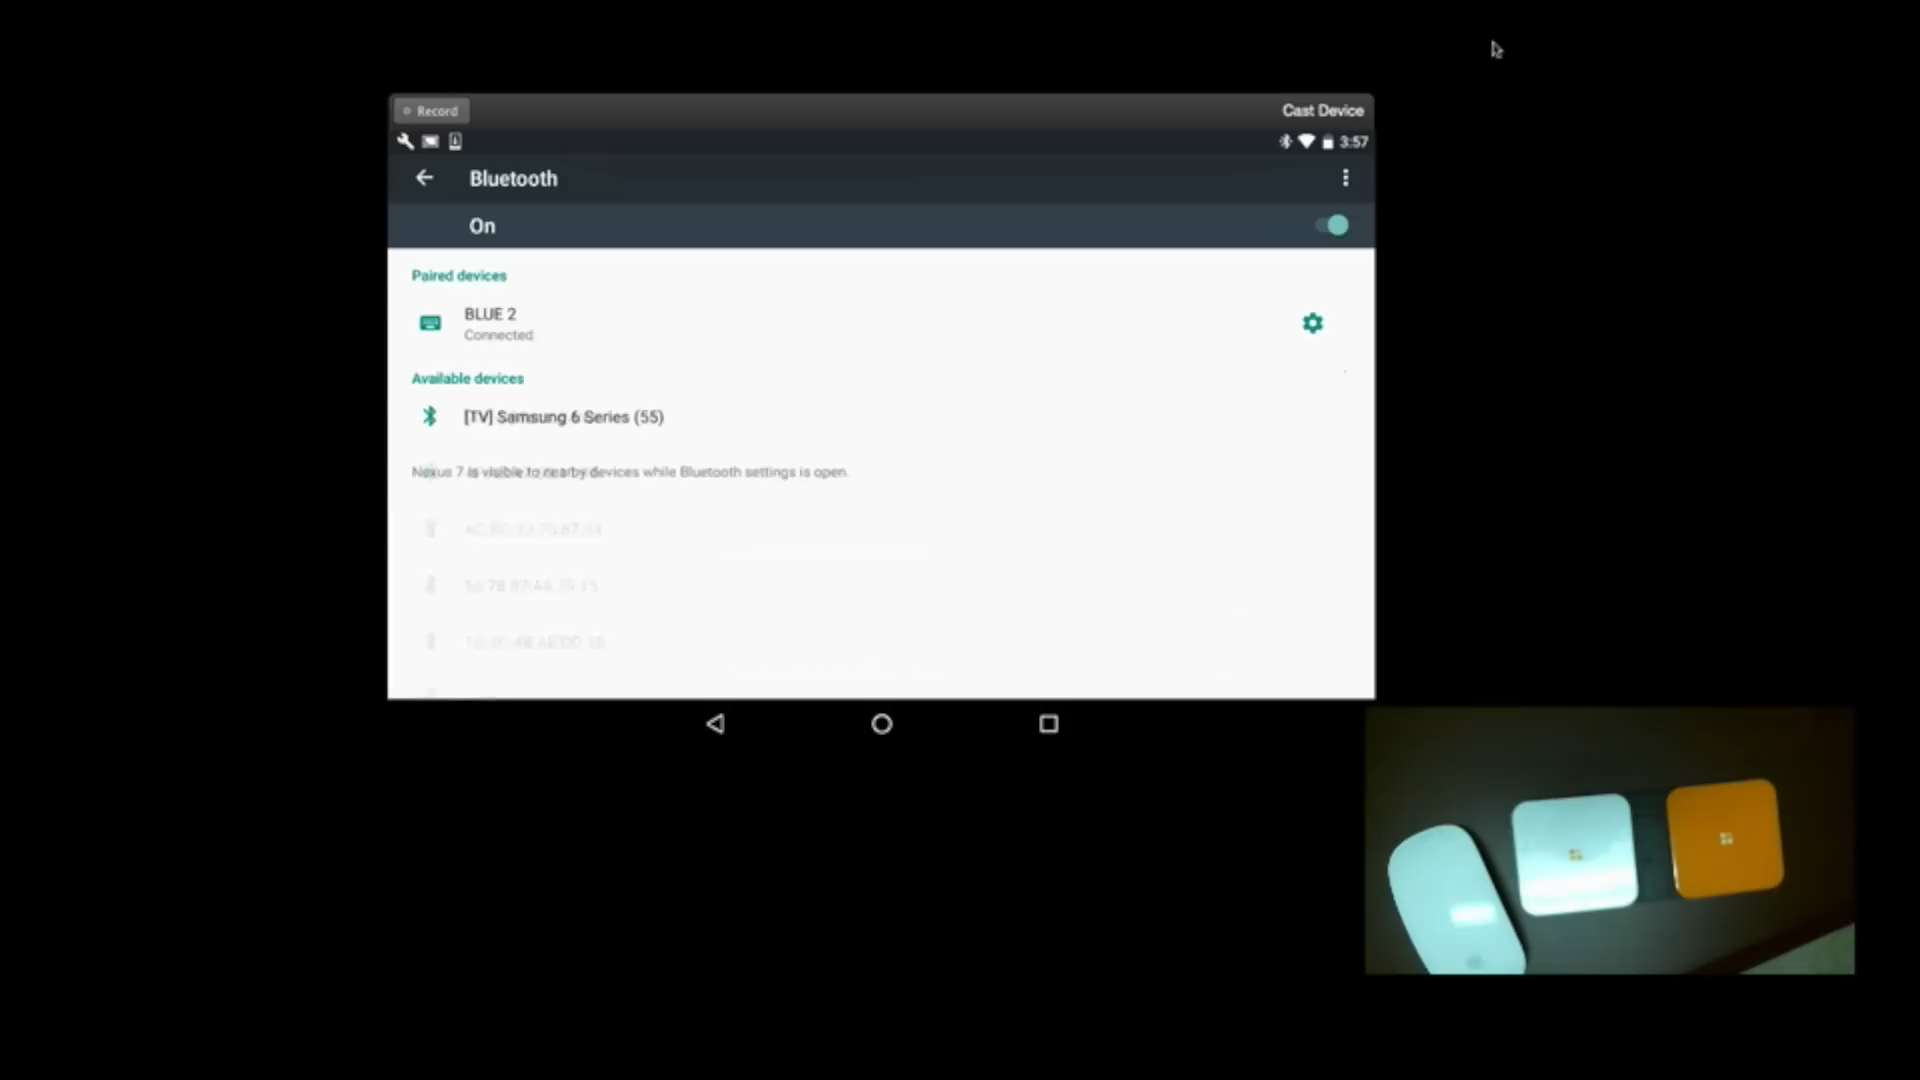 Record
Cast Device
3:57
Bluetooth
On
Paired devices
BLUE 2
Connected
Available devices
[TV] Samsung 6 Series (55)
Nexus 7 is visible to nearby devices while Bluetooth settings is open.